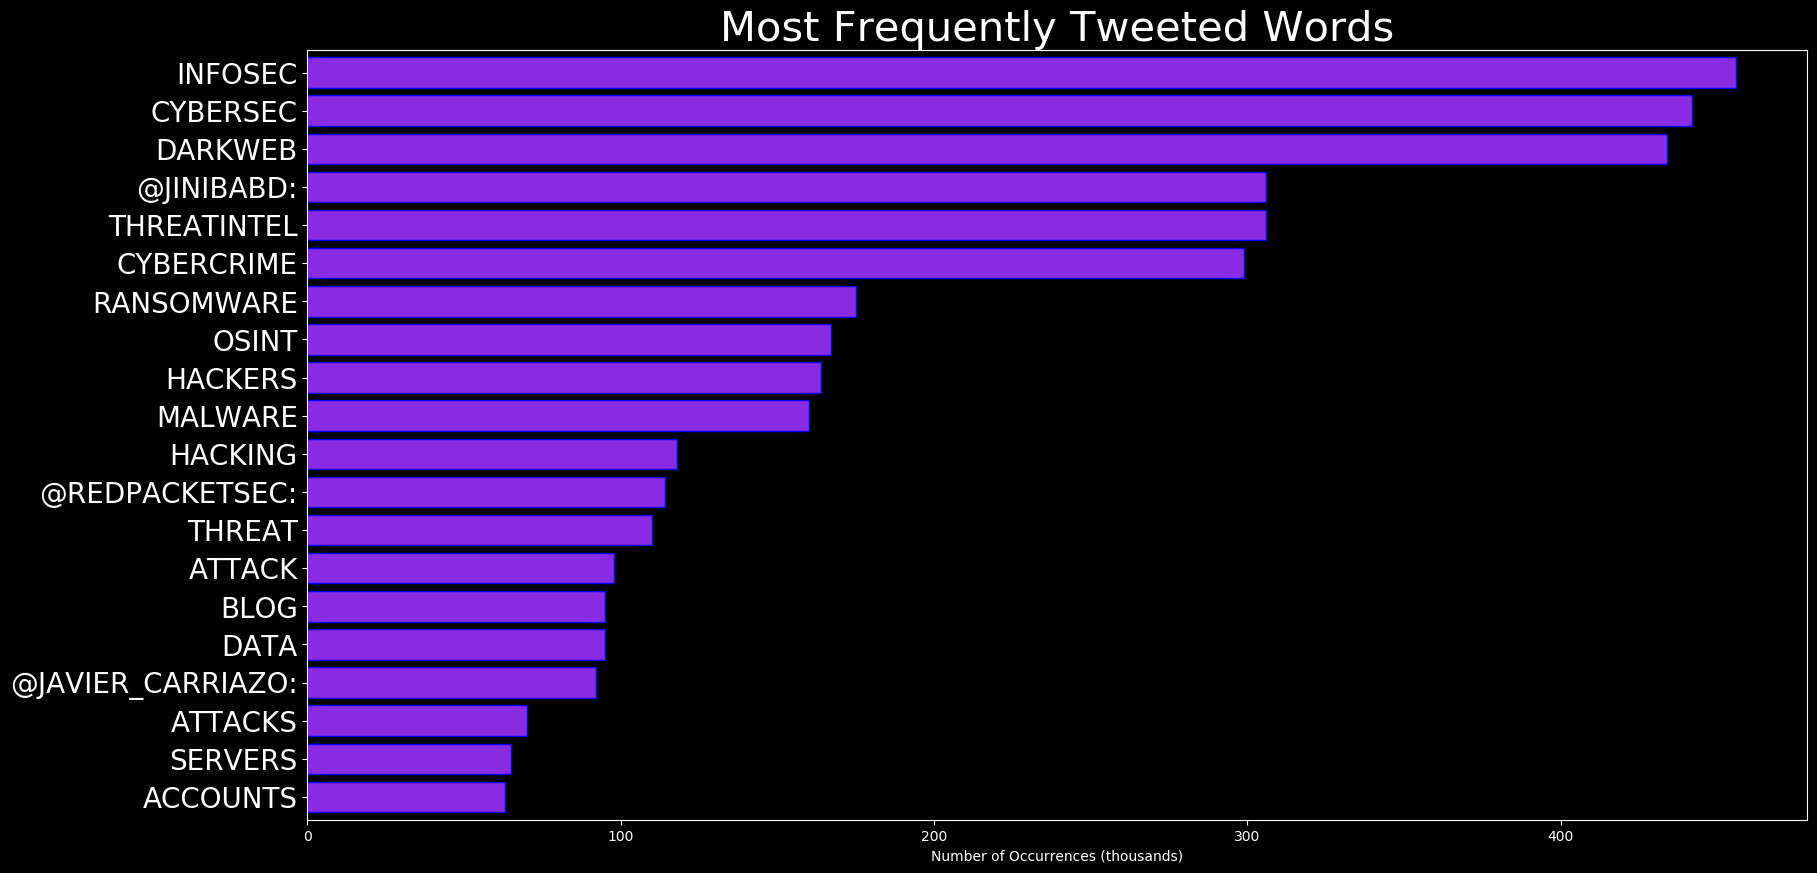 Most Frequently Tweeted Words
INFOSEC
CYBERSEC
DARKWEB
@JINIBABD:
THREATINTEL
CYBERCRIME
RANSOMWARE
OSINT
HACKERS
MALWARE
HACKING
@REDPACKETSEC:
THREAT
ATTACK
BLOG
DATA
@JAVIER_CARRIAZO:
ATTACKS
SERVERS
ACCOUNTS
0 100 200 300 400
Number of Occurrences (thousands)